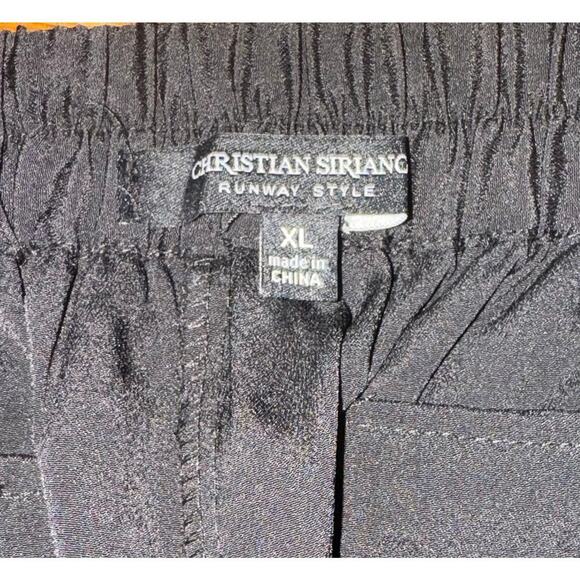 CHRISTIAN SIRIANO
RUNWAY STYLE
XL
made in
CHINA